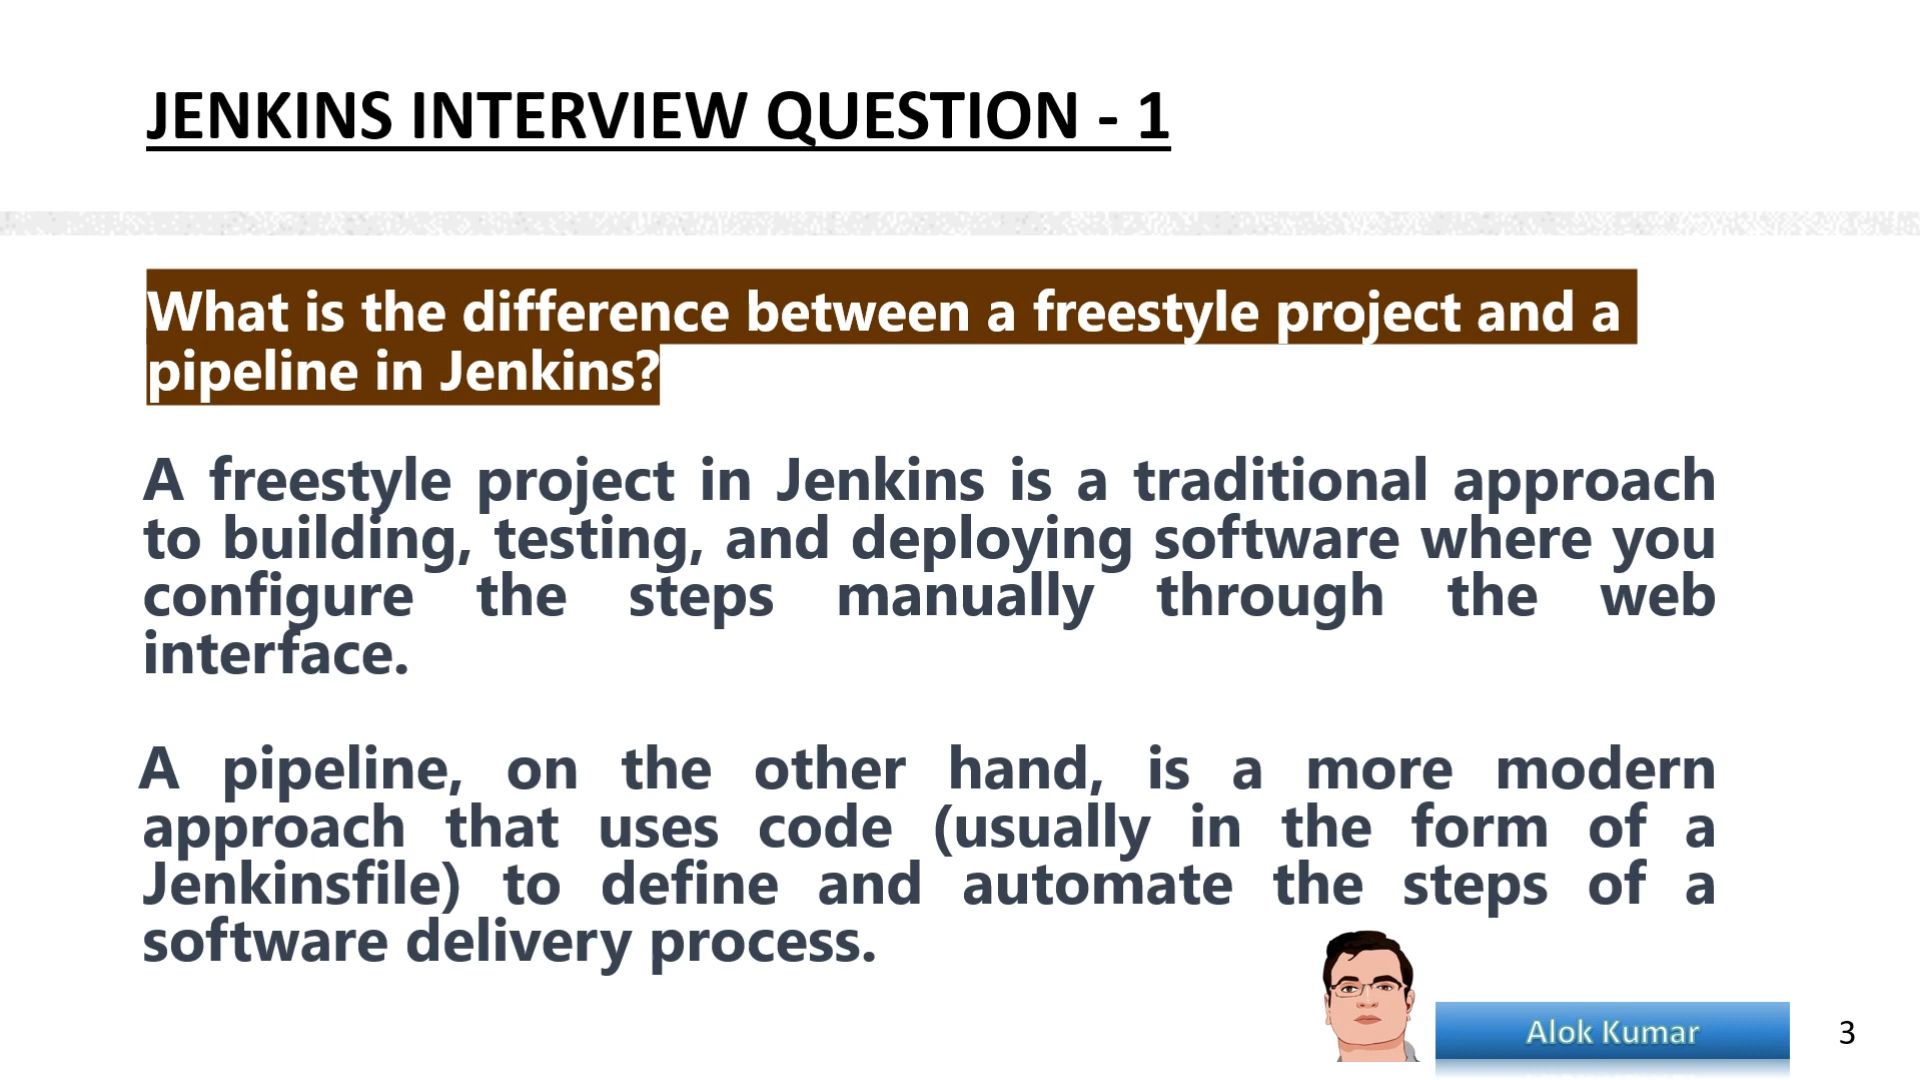 JENKINS INTERVIEW QUESTION - 1
What is the difference between a freestyle project and a
pipeline in Jenkins?
A freestyle project in Jenkins is a traditional approach
to building, testing, and deploying software where you
configure the steps manually through the web
interface.
A pipeline, on the other hand, is a more modern
approach that uses code (usually in the form of a
Jenkinsfile) to define and automate the steps of a
software delivery process.
Alok Kumar
3